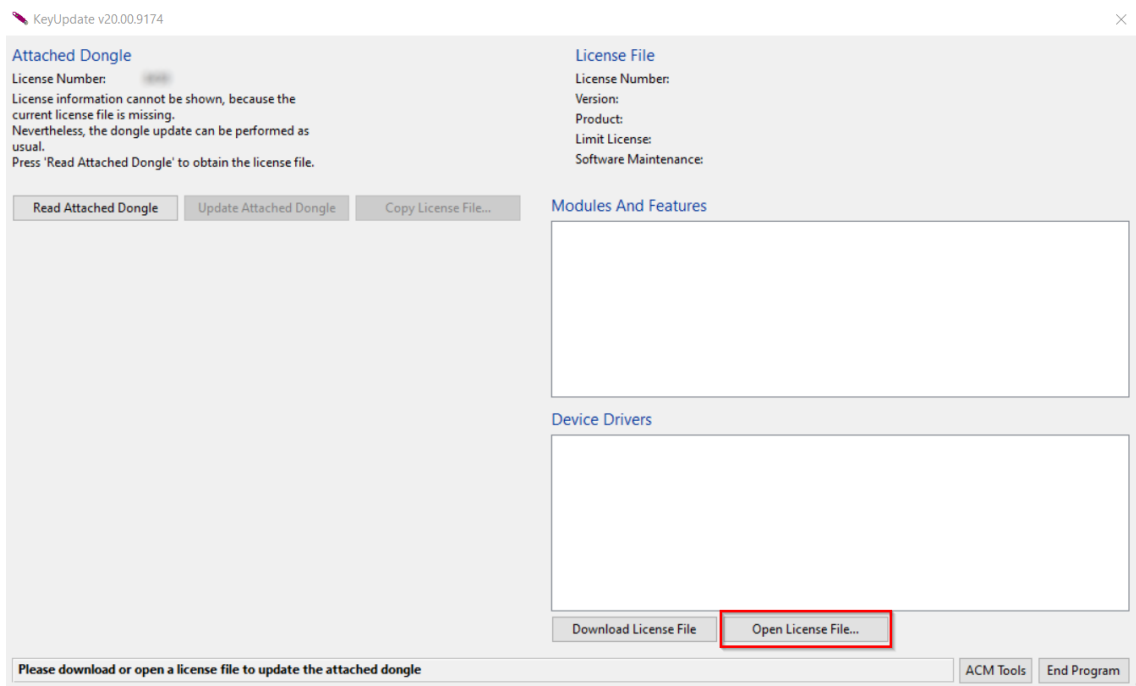 KeyUpdate v20.00.9174
Attached Dongle
License Number:
License information cannot be shown, because the
current license file is missing.
Nevertheless, the dongle update can be performed as
usual.
Press 'Read Attached Dongle' to obtain the license file.
Read Attached Dongle
Update Attached Dongle
Copy License File...
License File
License Number:
Version:
Product:
Limit License:
Software Maintenance:
Modules And Features
Device Drivers
Download License File
Open License File...
Please download or open a license file to update the attached dongle
ACM Tools
End Program